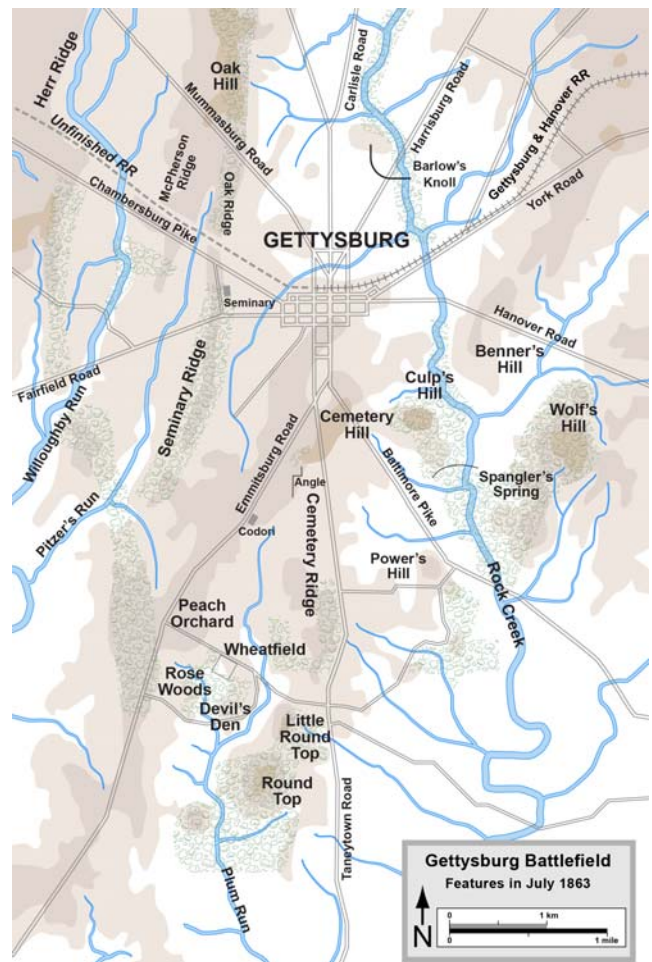 Herr Ridge
Oak
Hill
Mummasburg Road
Carlisle Road
Harrisburg Road
Gettysburg & Hanover RR
Unfinished RR
McPherson
Ridge
Oak Ridge
Barlow's
Knoll
York Road
Chambersburg Pike
GETTYSBURG
Seminary
Hanover Road
Benner's
Hill
Fairfield Road
Seminary Ridge
Culp's
Hill
Wolf's
Hill
Willoughby Run
Cemetery
Hill
Emmitsburg Road
Baltimore Pike
Spangler's
Spring
Angle
Pitzer's Run
Codori
Cemetery Ridge
Power's
Hill
Rock Creek
Peach
Orchard
Wheatfield
Rose
Woods
Devil's
Den
Little
Round
Top
Round
Top
Taneytown Road
Plum Run
Gettysburg Battlefield
Features in July 1863
N
0 1 km
0 1 mile